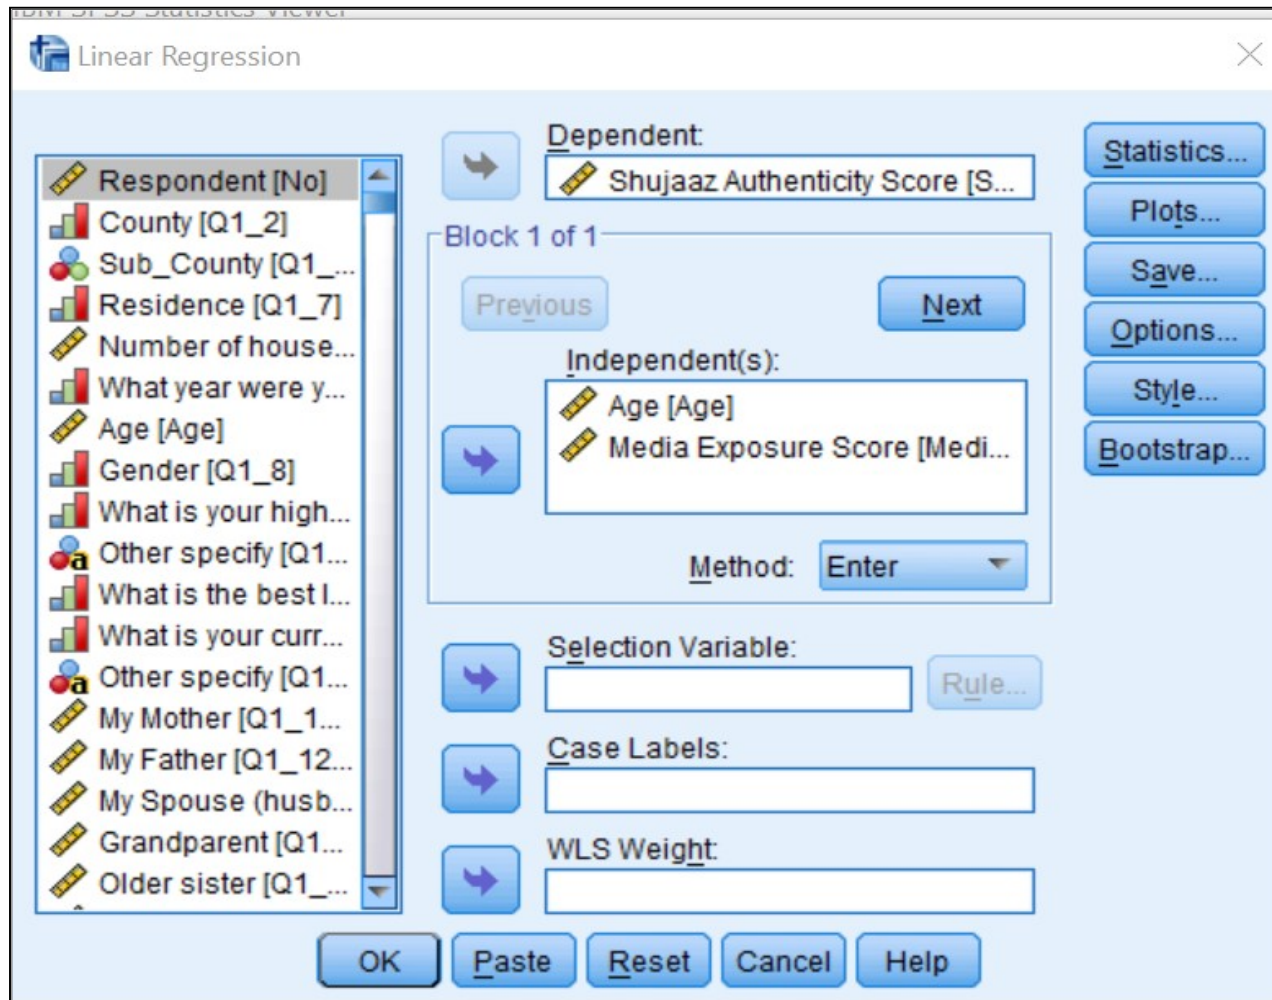 IBM SPSS Statistics Viewer
Linear Regression
Respondent [No]
County [Q1_2]
Sub_County [Q1_...
Residence [Q1_7]
Number of house...
What year were y...
Age [Age]
Gender [Q1_8]
What is your high...
Other specify [Q1...
What is the best l...
What is your curr...
Other specify [Q1...
My Mother [Q1_1...
My Father [Q1_12...
My Spouse (husb...
Grandparent [Q1...
Older sister [Q1_...
Dependent:
Shujaaz Authenticity Score [S...
Block 1 of 1
Previous
Next
Independent(s):
Age [Age]
Media Exposure Score [Medi...
Method:
Enter
Selection Variable:
Rule...
Case Labels:
WLS Weight:
Statistics...
Plots...
Save...
Options...
Style...
Bootstrap...
OK
Paste
Reset
Cancel
Help